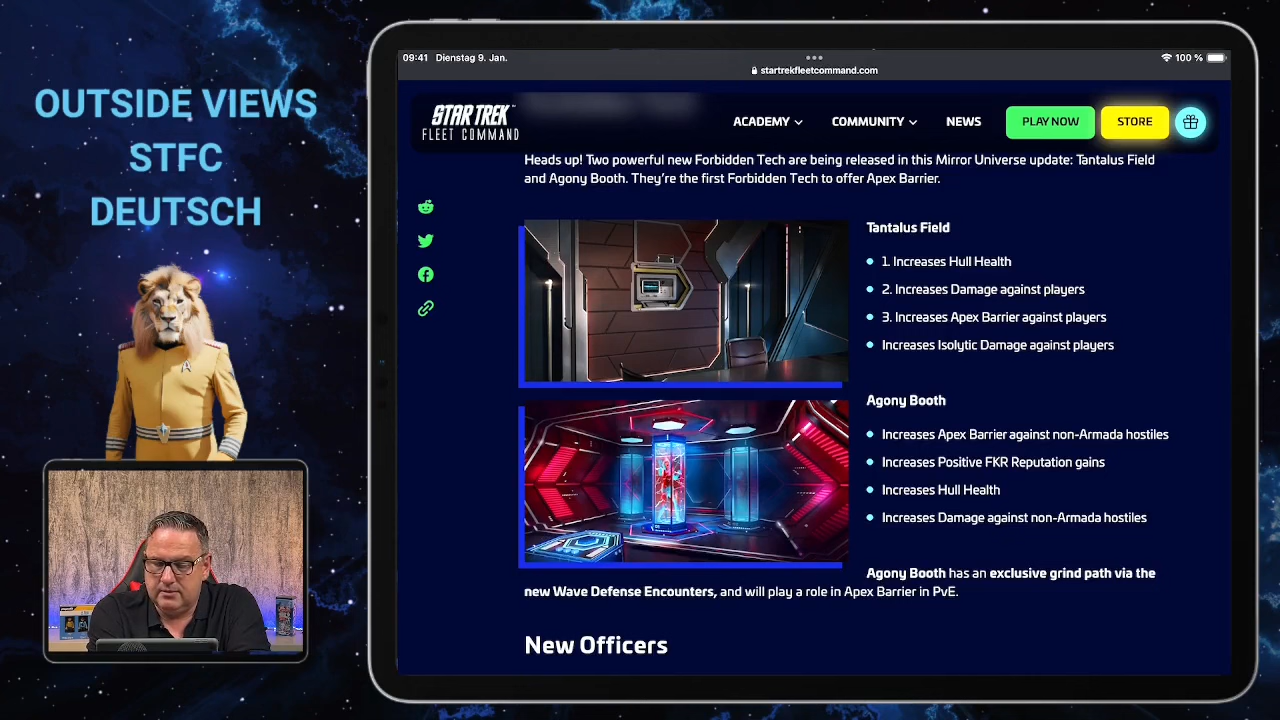 OUTSIDE VIEWS
STFC
DEUTSCH
09:41 Dienstag 9. Jan.
startrekfleetcommand.com
100 %
STAR TREK
FLEET COMMAND
ACADEMY
COMMUNITY
NEWS
PLAY NOW
STORE
Heads up! Two powerful new Forbidden Tech are being released in this Mirror Universe update: Tantalus Field
and Agony Booth. They're the first Forbidden Tech to offer Apex Barrier.
Tantalus Field
1. Increases Hull Health
2. Increases Damage against players
3. Increases Apex Barrier against players
Increases Isolytic Damage against players
Agony Booth
Increases Apex Barrier against non-Armada hostiles
Increases Positive FKR Reputation gains
Increases Hull Health
Increases Damage against non-Armada hostiles
Agony Booth has an exclusive grind path via the
new Wave Defense Encounters, and will play a role in Apex Barrier in PvE.
New Officers